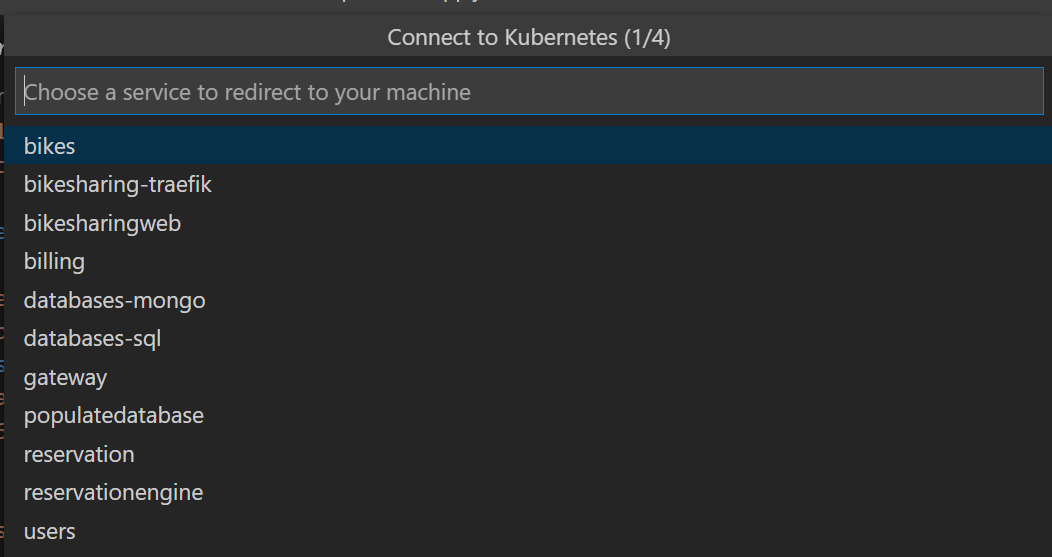 Connect to Kubernetes (1/4)
Choose a service to redirect to your machine
bikes
bikesharing-traefik
bikesharingweb
billing
databases-mongo
databases-sql
gateway
populatedatabase
reservation
reservationengine
users